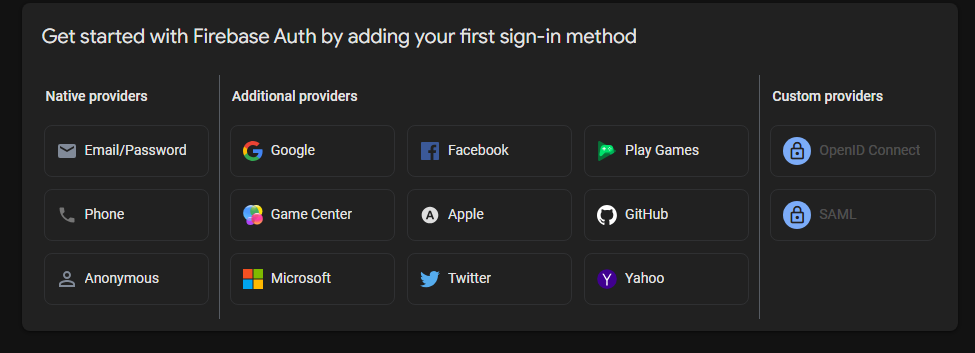 Get started with Firebase Auth by adding your first sign-in method
Native providers
Additional providers
Custom providers
Email/Password
Google
Facebook
Play Games
OpenID Connect
Phone
Game Center
Apple
GitHub
SAML
Anonymous
Microsoft
Twitter
Yahoo